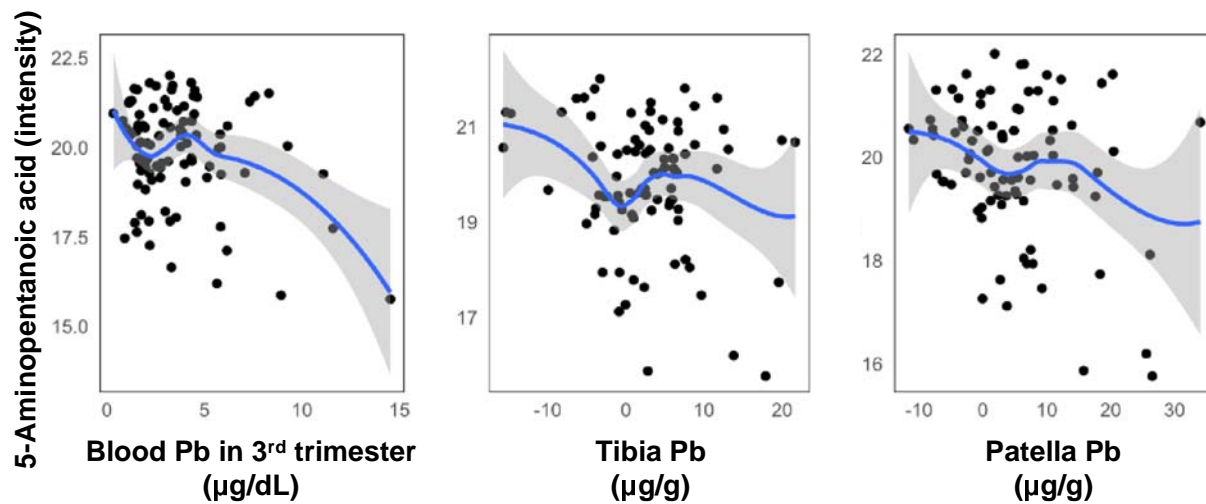 5-Aminopentanoic acid (intensity)
22.5
20.0
17.5
15.0
0 5 10 15
Blood Pb in 3rd trimester
(µg/dL)
21
19
17
-10 0 10 20
Tibia Pb
(µg/g)
22
20
18
16
-10 0 10 20 30
Patella Pb
(µg/g)